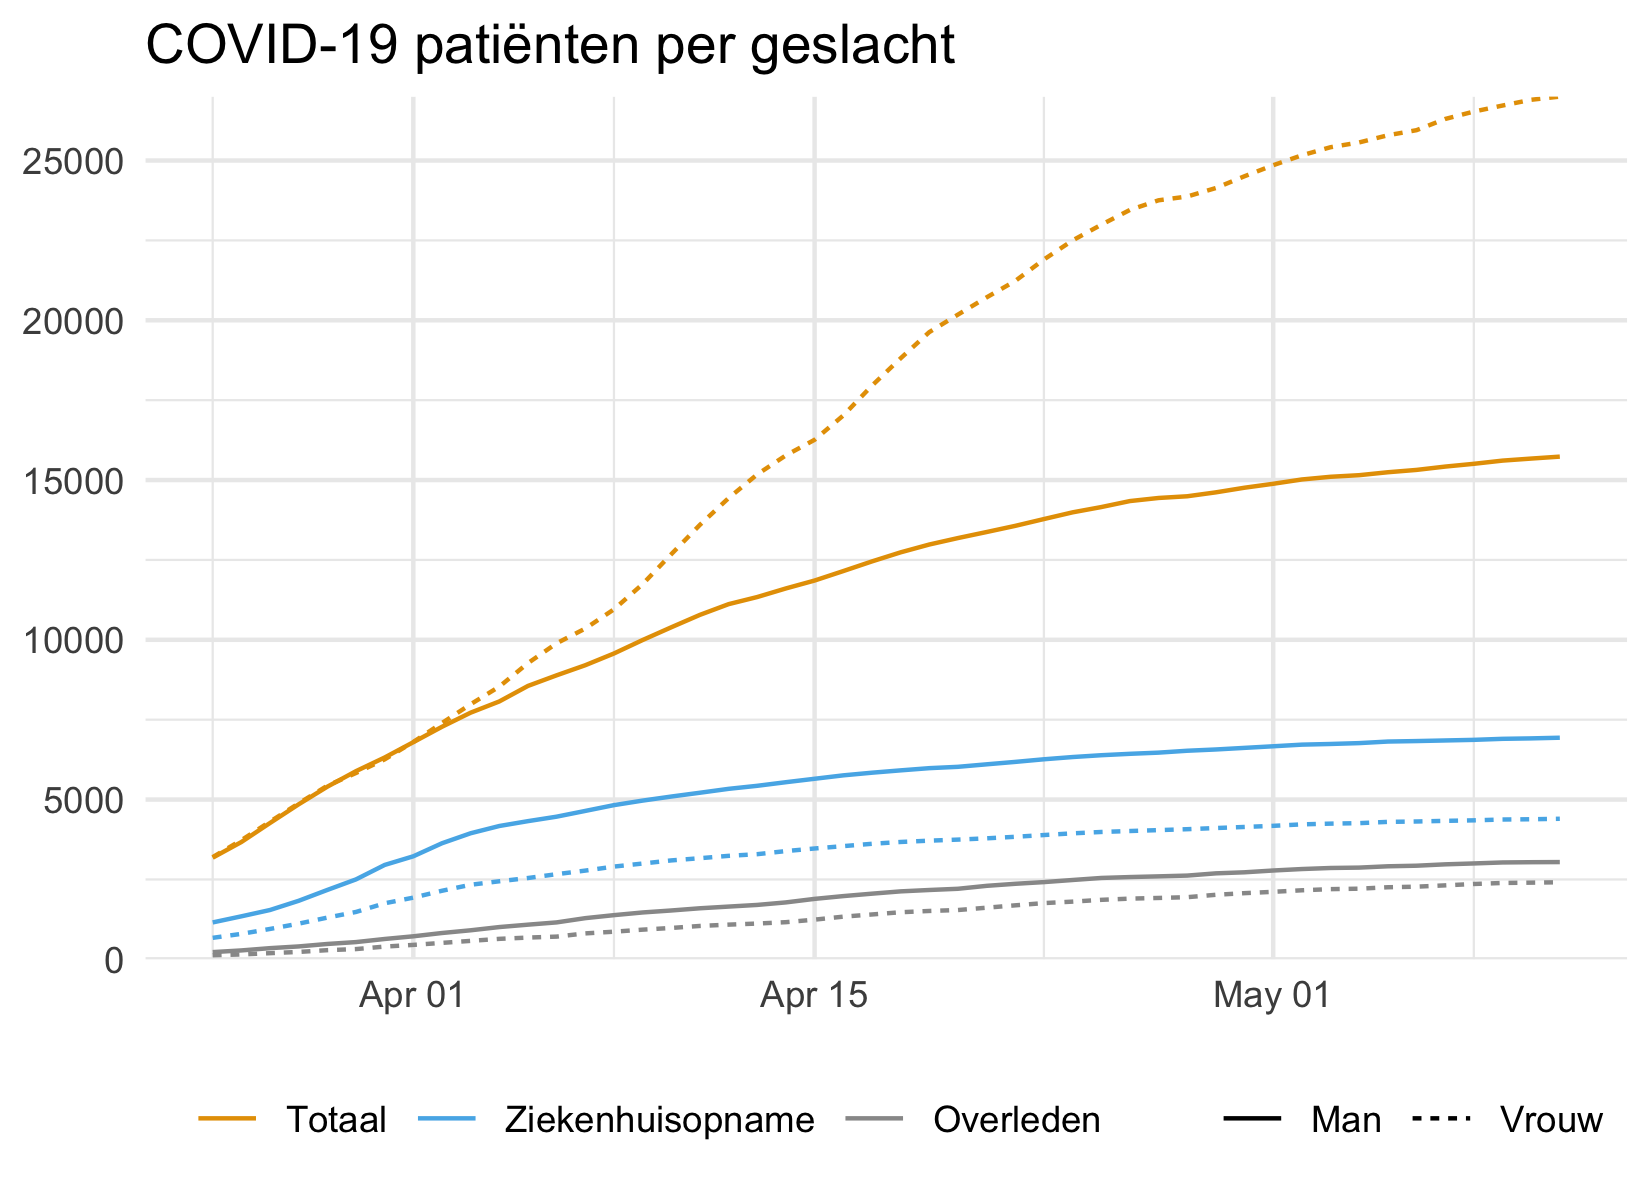 COVID-19 patiënten per geslacht
25000
20000
15000
10000
5000
0
Apr 01 Apr 15 May 01
Totaal Ziekenhuisopname Overleden Man Vrouw